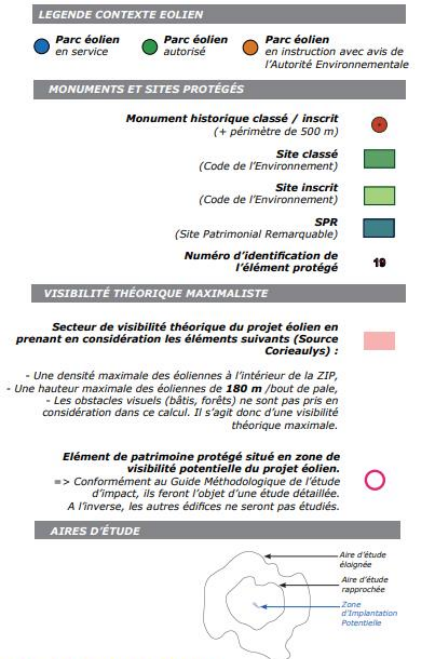 LEGENDE CONTEXTE EOLIEN
Parc éolien
en service
Parc éolien
autorisé
Parc éolien
en instruction avec avis de
l'Autorité Environnementale
MONUMENTS ET SITES PROTÉGÉS
Monument historique classé / inscrit
(+ périmètre de 500 m)
Site classé
(Code de l'Environnement)
Site inscrit
(Code de l'Environnement)
SPR
(Site Patrimonial Remarquable)
Numéro d'identification de
l'élément protégé
19
VISIBILITÉ THÉORIQUE MAXIMALISTE
Secteur de visibilité théorique du projet éolien en
prenant en considération les éléments suivants (Source
Corieaulys) :
- Une densité maximale des éoliennes à l'intérieur de la ZIP,
- Une hauteur maximale des éoliennes de 180 m /bout de pale,
- Les obstacles visuels (bâtis, forêts) ne sont pas pris en
considération dans ce calcul. Il s'agit donc d'une visibilité
théorique maximale.
Elément de patrimoine protégé situé en zone de
visibilité potentielle du projet éolien.
=> Conformément au Guide Méthodologique de l'étude
d'impact, ils feront l'objet d'une étude détaillée.
A l'inverse, les autres édifices ne seront pas étudiés.
AIRES D'ÉTUDE
Aire d'étude
éloignée
Aire d'étude
rapprochée
Zone
d'Implantation
Potentielle